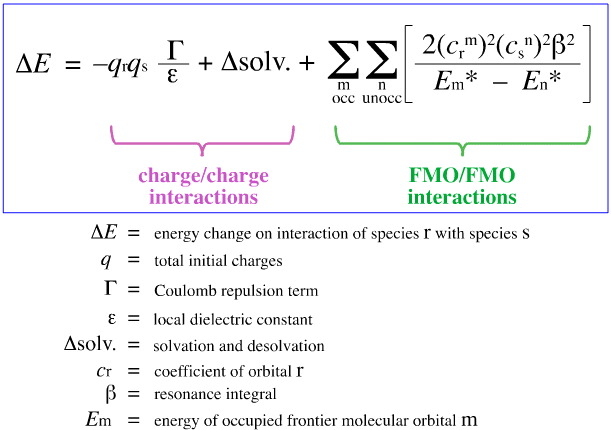 ΔE = −qrqs Γ/ε + Δsolv. + ∑ m occ ∑ n unocc [ 2(crᵐ)²(csⁿ)²β² / Em* − En* ]
charge/charge interactions
FMO/FMO interactions
ΔE = energy change on interaction of species r with species s
q = total initial charges
Γ = Coulomb repulsion term
ε = local dielectric constant
Δsolv. = solvation and desolvation
cr = coefficient of orbital r
β = resonance integral
Em = energy of occupied frontier molecular orbital m